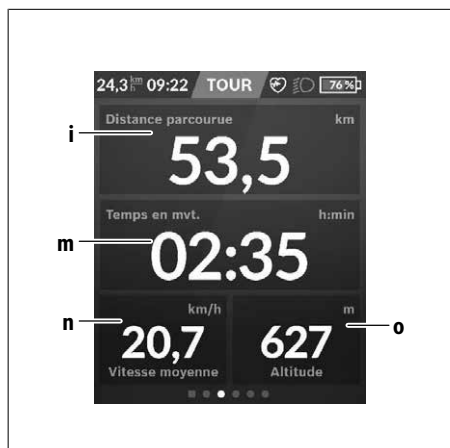 24,3 km/h 09:22 TOUR 76%
Distance parcourue km
i
53,5
Temps en mvt. h:min
m
02:35
km/h m
n o
20,7 627
Vitesse moyenne Altitude